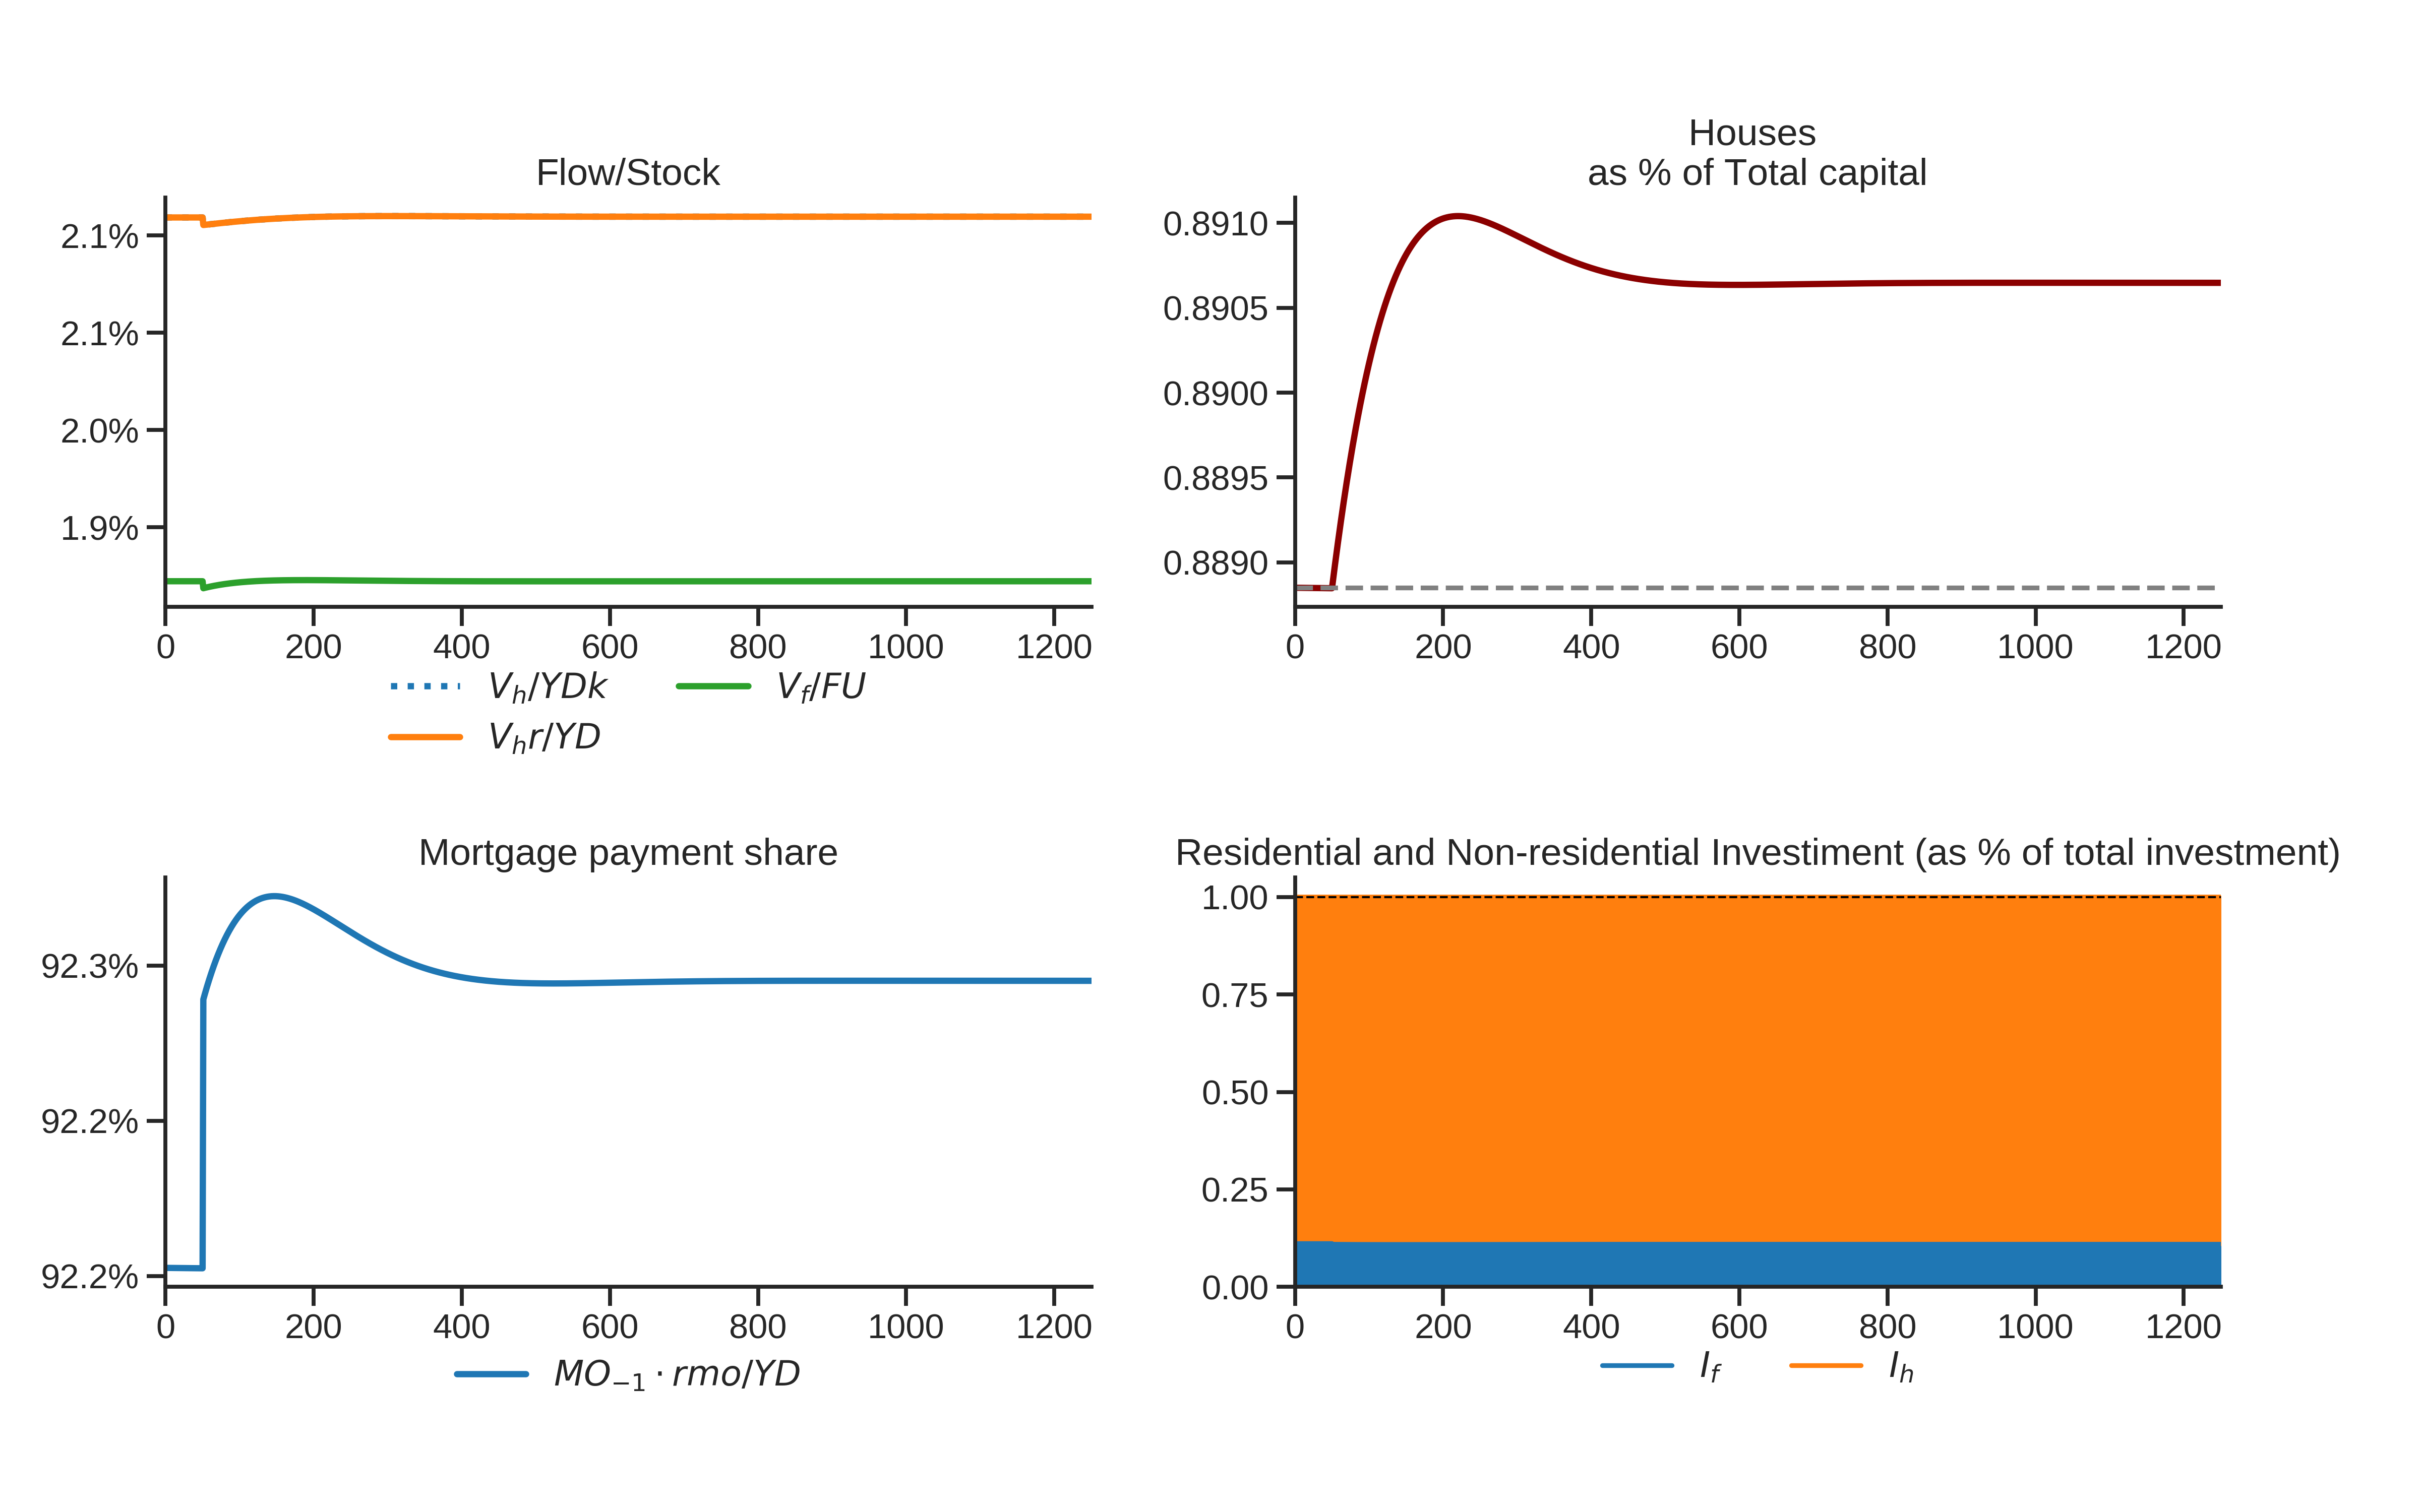 Flow/Stock
2.1%
2.1%
2.0%
1.9%
0 200 400 600 800 1000 1200
V_h/YDk V_f/FU
V_hr/YD
Houses
as % of Total capital
0.8910
0.8905
0.8900
0.8895
0.8890
0 200 400 600 800 1000 1200
Mortgage payment share
92.3%
92.2%
92.2%
0 200 400 600 800 1000 1200
MO_{−1} · rmo/YD
Residential and Non-residential Investiment (as % of total investment)
1.00
0.75
0.50
0.25
0.00
0 200 400 600 800 1000 1200
I_f I_h